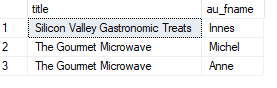 title au_fname
1 Silicon Valley Gastronomic Treats Innes
2 The Gourmet Microwave Michel
3 The Gourmet Microwave Anne